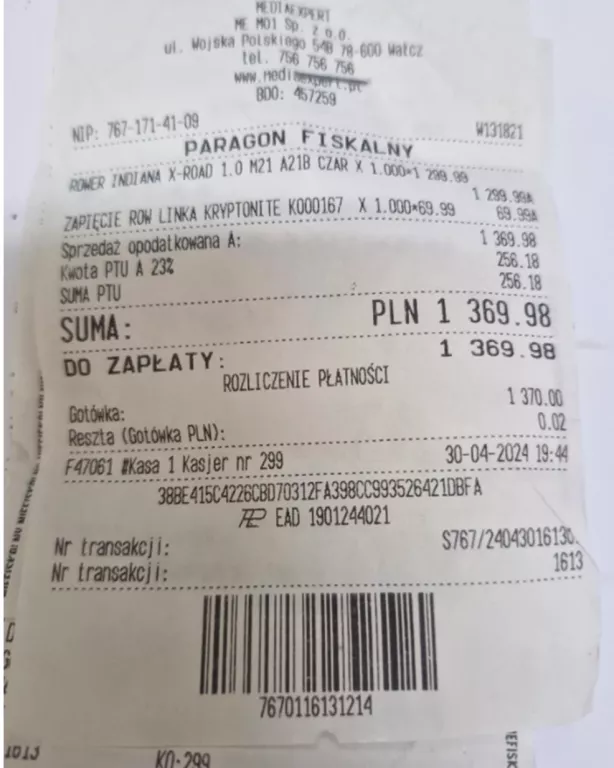 MEDIAEXPERT
ME M01 Sp. z o.o.
ul. Wojska Polskiego 54B 78-600 Wałcz
tel. 756 756 756
www.mediaexpert.pl
BDO: 457259
NIP: 767-171-41-09 W131821
PARAGON FISKALNY
ROWER INDIANA X-ROAD 1.0 M21 A21B CZAR X 1.000*1 299.99
1 299.99A
ZAPIĘCIE ROW LINKA KRYPTONITE K000167 X 1.000*69.99 69.99A
Sprzedaż opodatkowana A: 1 369.98
Kwota PTU A 23% 256.18
SUMA PTU 256.18
SUMA: PLN 1 369.98
DO ZAPŁATY: 1 369.98
ROZLICZENIE PŁATNOŚCI
Gotówka: 1 370.00
Reszta (Gotówka PLN): 0.02
F47061 #Kasa 1 Kasjer nr 299 30-04-2024 19:44
38BE415C4226CBD70312FA398CC993526421DBFA
EAD 1901244021
Nr transakcji: S767/2404301613
Nr transakcji: 1613
7670116131214
1613
KO-299